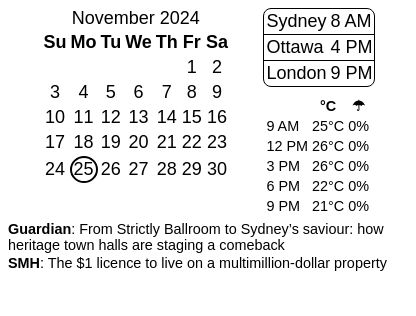 November 2024
Su Mo Tu We Th Fr Sa
1 2
3 4 5 6 7 8 9
10 11 12 13 14 15 16
17 18 19 20 21 22 23
24 25 26 27 28 29 30
Sydney 8 AM
Ottawa 4 PM
London 9 PM
°C ☂
9 AM 25°C 0%
12 PM 26°C 0%
3 PM 26°C 0%
6 PM 22°C 0%
9 PM 21°C 0%
Guardian: From Strictly Ballroom to Sydney’s saviour: how
heritage town halls are staging a comeback
SMH: The $1 licence to live on a multimillion-dollar property